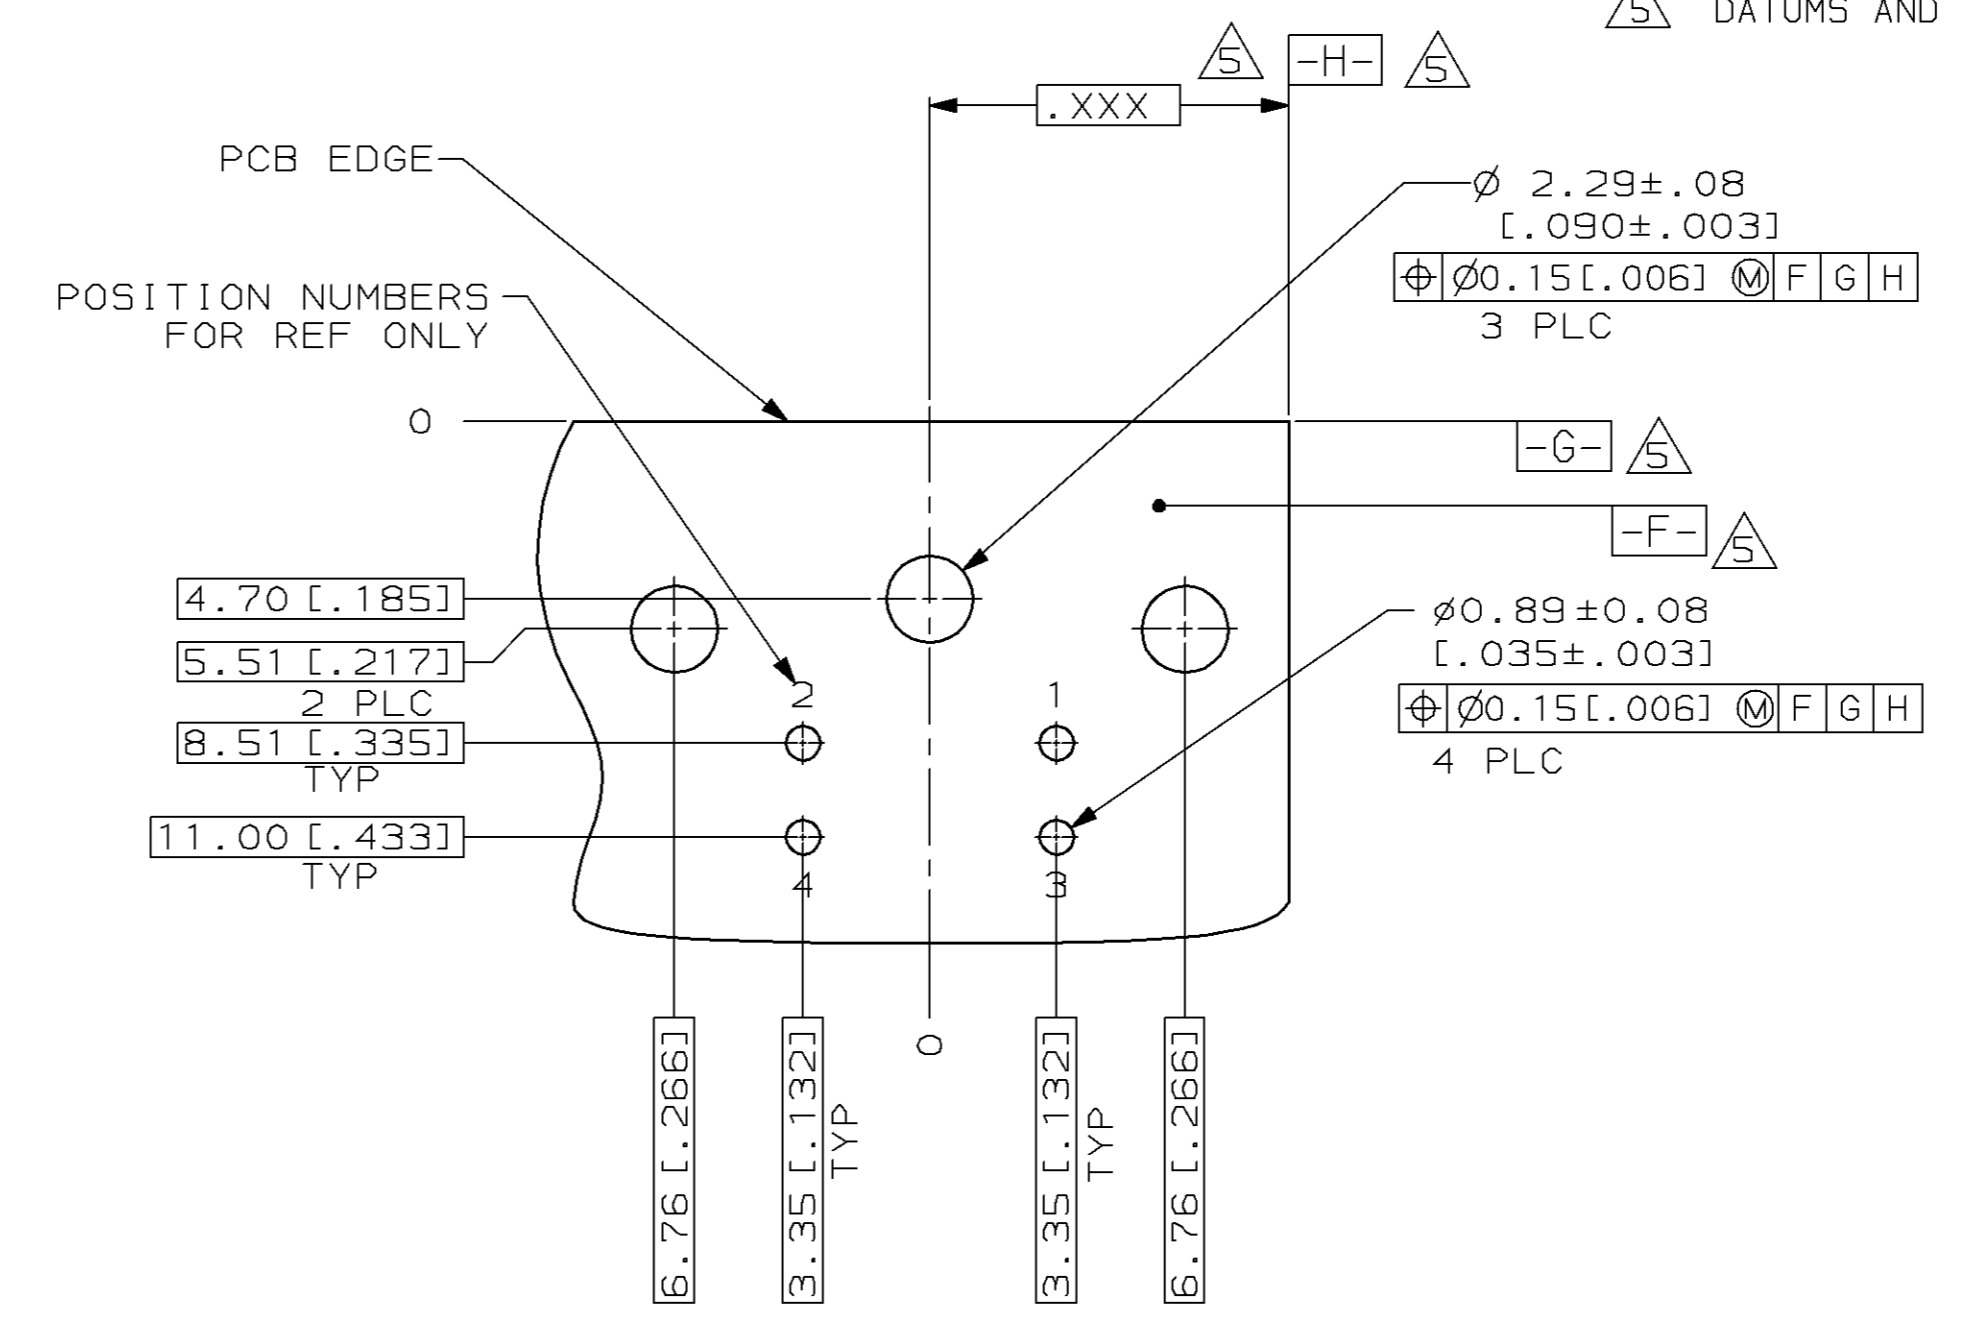 5 DATUMS AND
5
-H-
5
.XXX
PCB EDGE
Ø 2.29±.08
[.090±.003]
⌖ Ø0.15[.006] Ⓜ F G H
3 PLC
POSITION NUMBERS
FOR REF ONLY
0
-G-
5
-F-
5
4.70 [.185]
5.51 [.217]
2 PLC
8.51 [.335]
TYP
11.00 [.433]
TYP
2
1
4
3
ø0.89±0.08
[.035±.003]
⌖ Ø0.15[.006] Ⓜ F G H
4 PLC
6.76 [.266]
3.35 [.132]
TYP
0
3.35 [.132]
TYP
6.76 [.266]